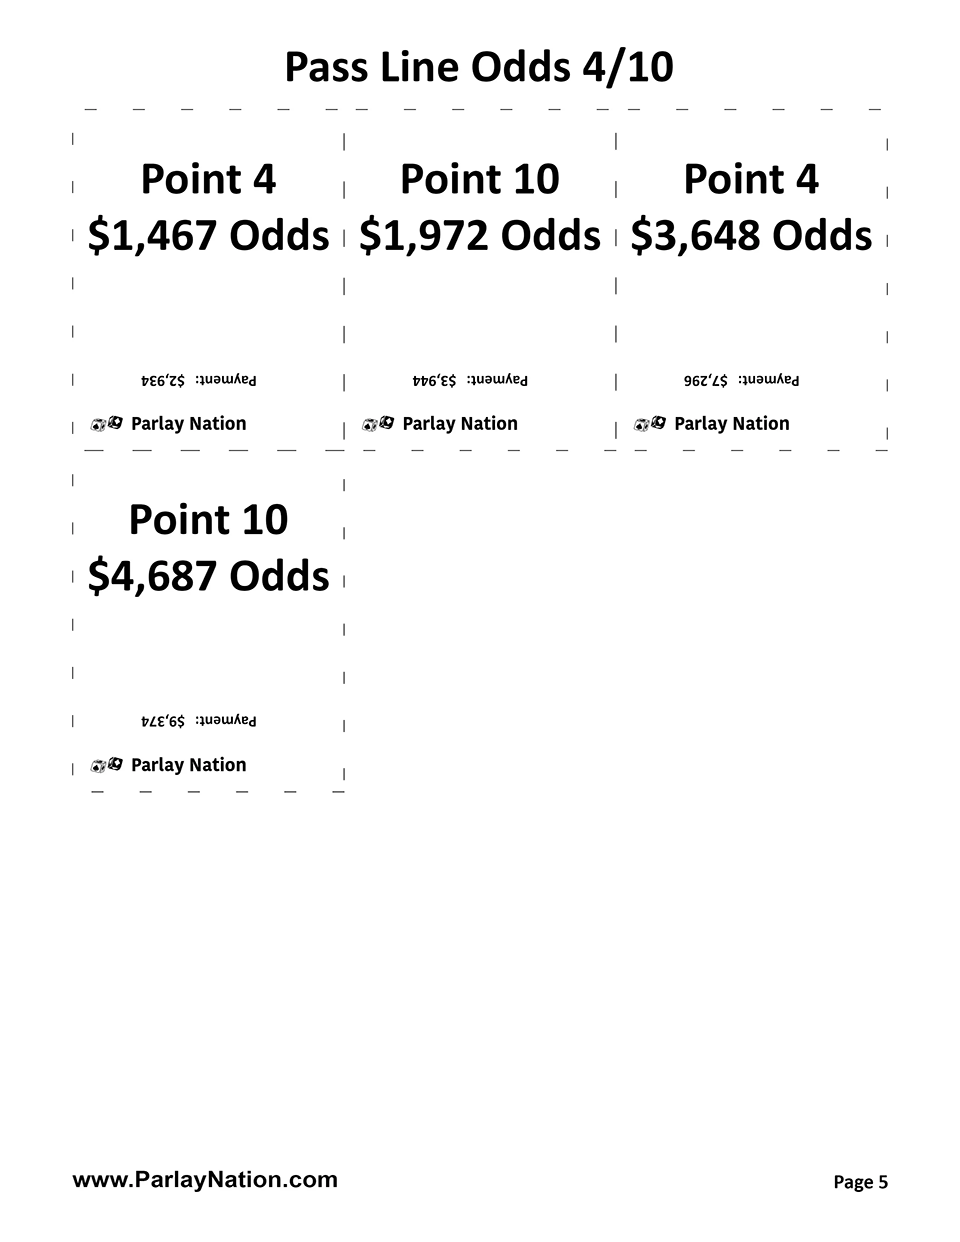 Pass Line Odds 4/10
Point 4
$1,467 Odds
Payment: $2,934
Parlay Nation
Point 10
$1,972 Odds
Payment: $3,944
Parlay Nation
Point 4
$3,648 Odds
Payment: $7,296
Parlay Nation
Point 10
$4,687 Odds
Payment: $9,374
Parlay Nation
www.ParlayNation.com
Page 5